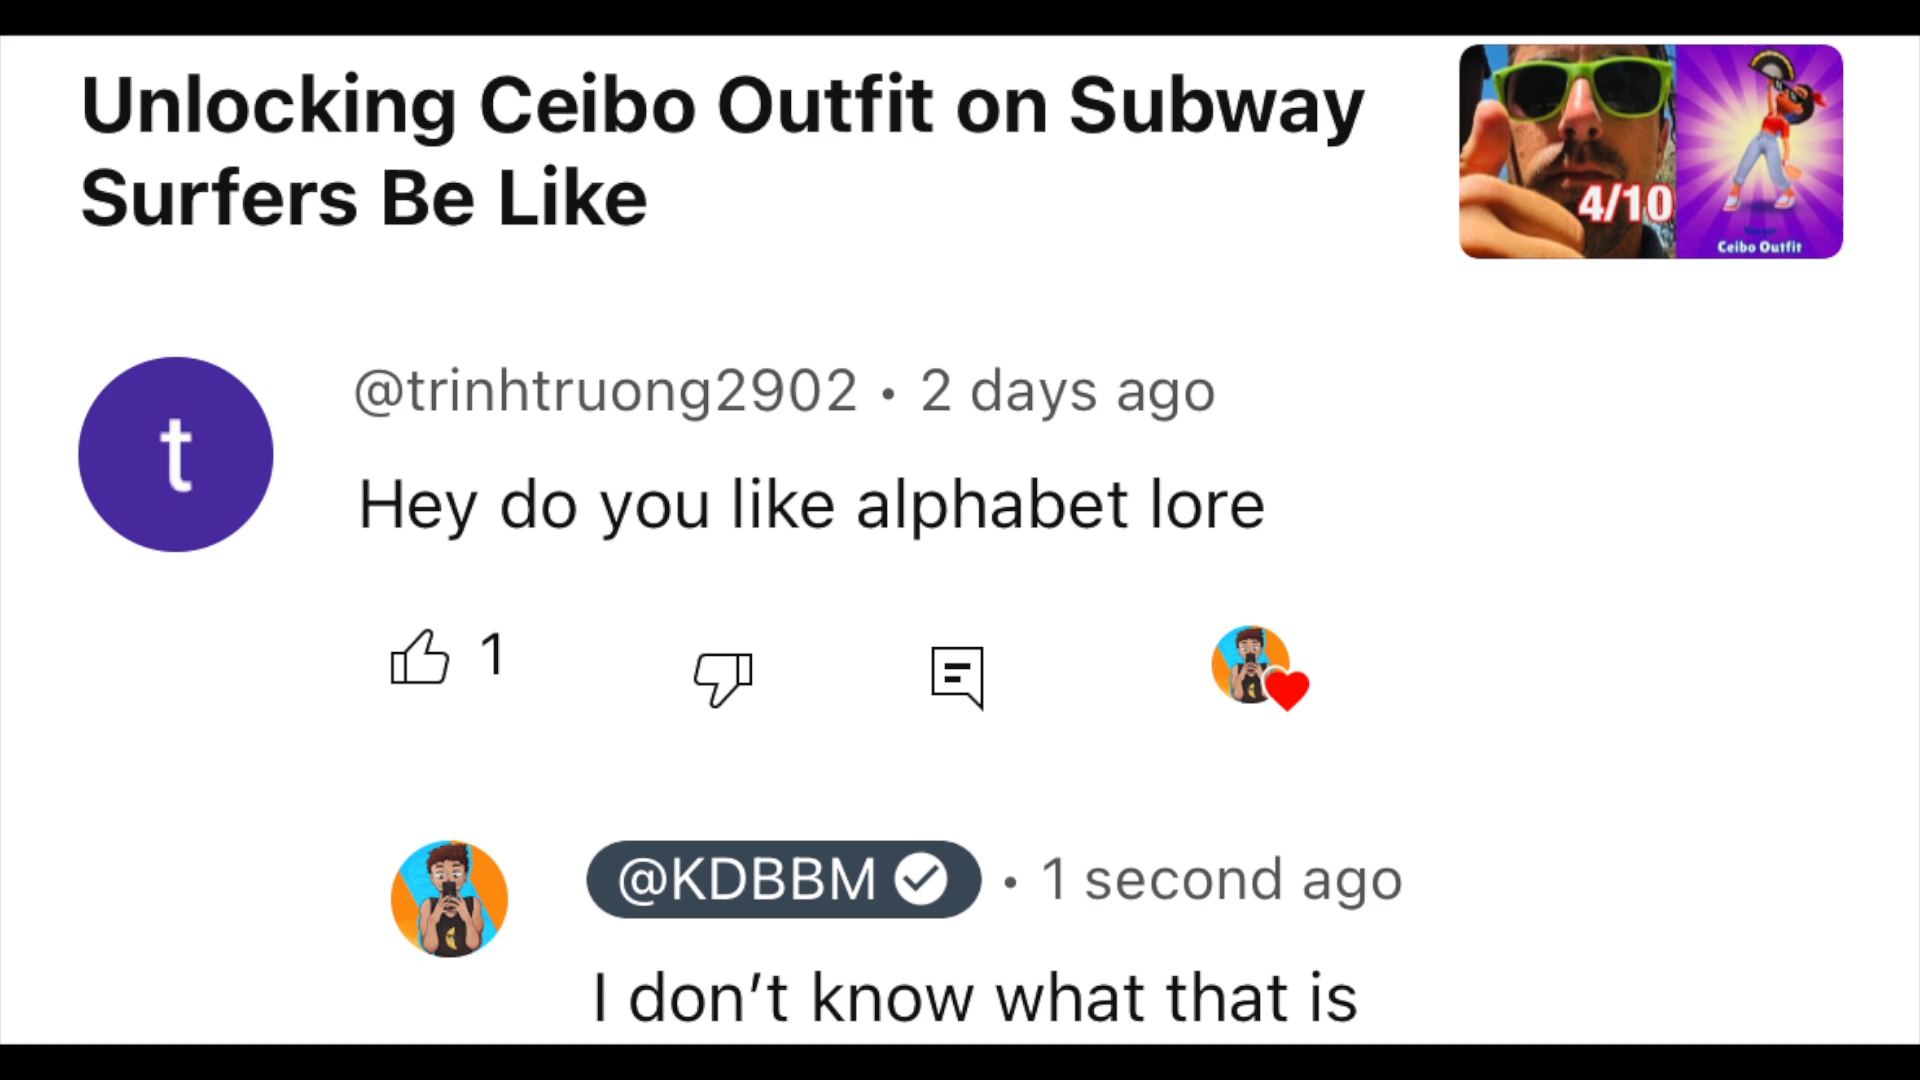 Unlocking Ceibo Outfit on Subway
Surfers Be Like
4/10
Ceibo Outfit
t
@trinhtruong2902 • 2 days ago
Hey do you like alphabet lore
1
@KDBBM • 1 second ago
I don’t know what that is